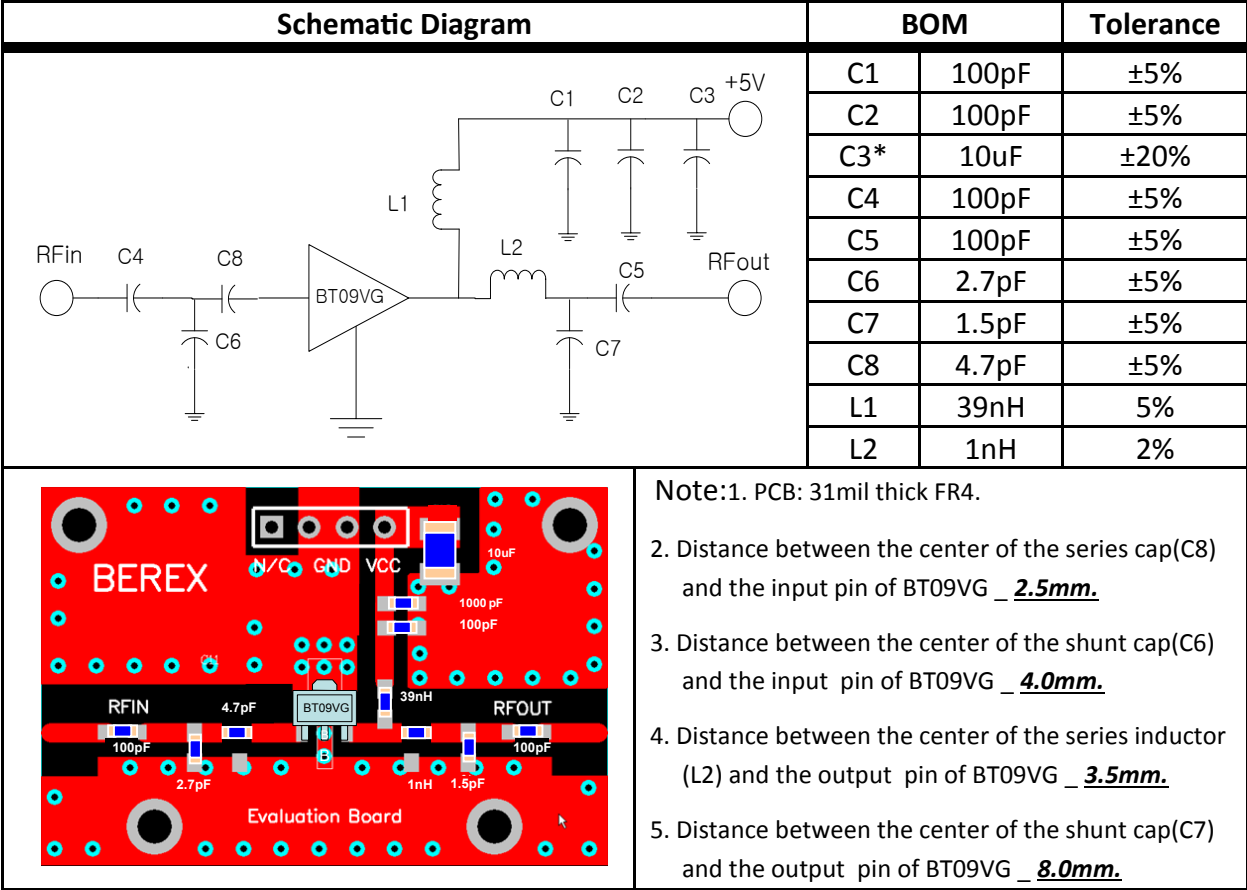 Schematic Diagram BOM Tolerance
C1 100pF ±5%
C2 100pF ±5%
C3* 10uF ±20%
C4 100pF ±5%
C5 100pF ±5%
C6 2.7pF ±5%
C7 1.5pF ±5%
C8 4.7pF ±5%
L1 39nH 5%
L2 1nH 2%
C1 C2 C3 +5V
L1
RFin C4 C8 L2 C5 RFout
BT09VG
C6 C7
BEREX
N/C GND VCC
10uF
1000 pF
100pF
39nH
RFIN 4.7pF BT09VG RFOUT
100pF 100pF
2.7pF 1nH 1.5pF
Evaluation Board
Note:1. PCB: 31mil thick FR4.
2. Distance between the center of the series cap(C8)
and the input pin of BT09VG _ 2.5mm.
3. Distance between the center of the shunt cap(C6)
and the input pin of BT09VG _ 4.0mm.
4. Distance between the center of the series inductor
(L2) and the output pin of BT09VG _ 3.5mm.
5. Distance between the center of the shunt cap(C7)
and the output pin of BT09VG _ 8.0mm.